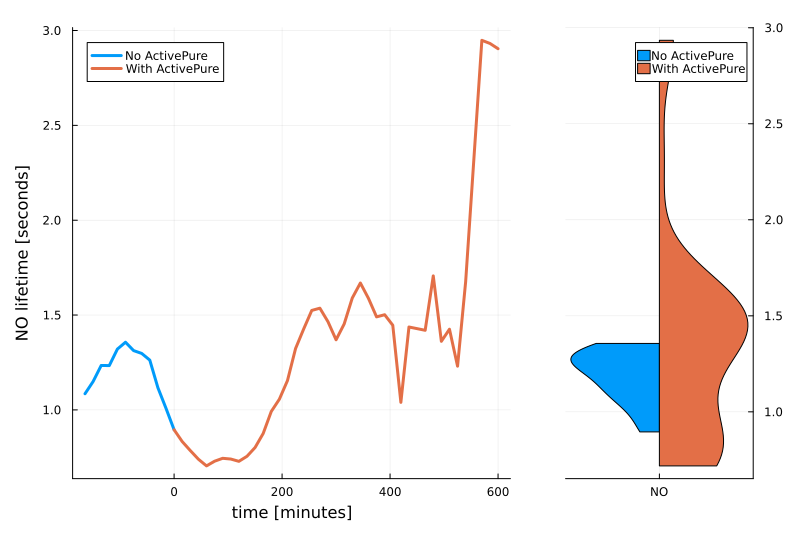 No ActivePure
With ActivePure
3.0
2.5
2.0
1.5
1.0
NO lifetime [seconds]
0
200
400
600
time [minutes]
No ActivePure
With ActivePure
3.0
2.5
2.0
1.5
1.0
NO